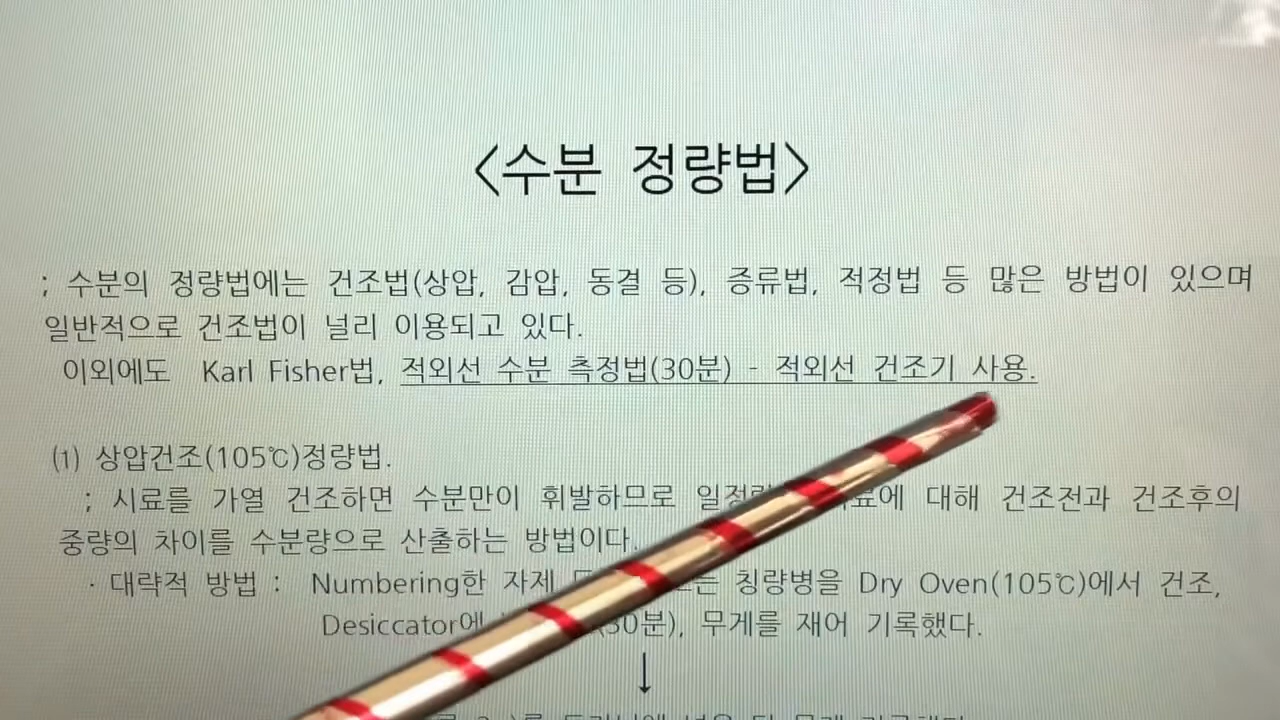 <수분 정량법>
; 수분의 정량법에는 건조법(상압, 감압, 동결 등), 증류법, 적정법 등 많은 방법이 있으며
일반적으로 건조법이 널리 이용되고 있다.
이외에도 Karl Fisher법, 적외선 수분 측정법(30분) - 적외선 건조기 사용.
(1) 상압건조(105℃)정량법.
; 시료를 가열 건조하면 수분만이 휘발하므로 대해 건조전과 건조후의
중량의 차이를 수분량으로 산출하는 방법이다.
· 대략적 방법 : Numbering한 자제 칭량병을 Dry Oven(105℃)에서 건조,
Desiccator에 무게를 재어 기록했다.
↓